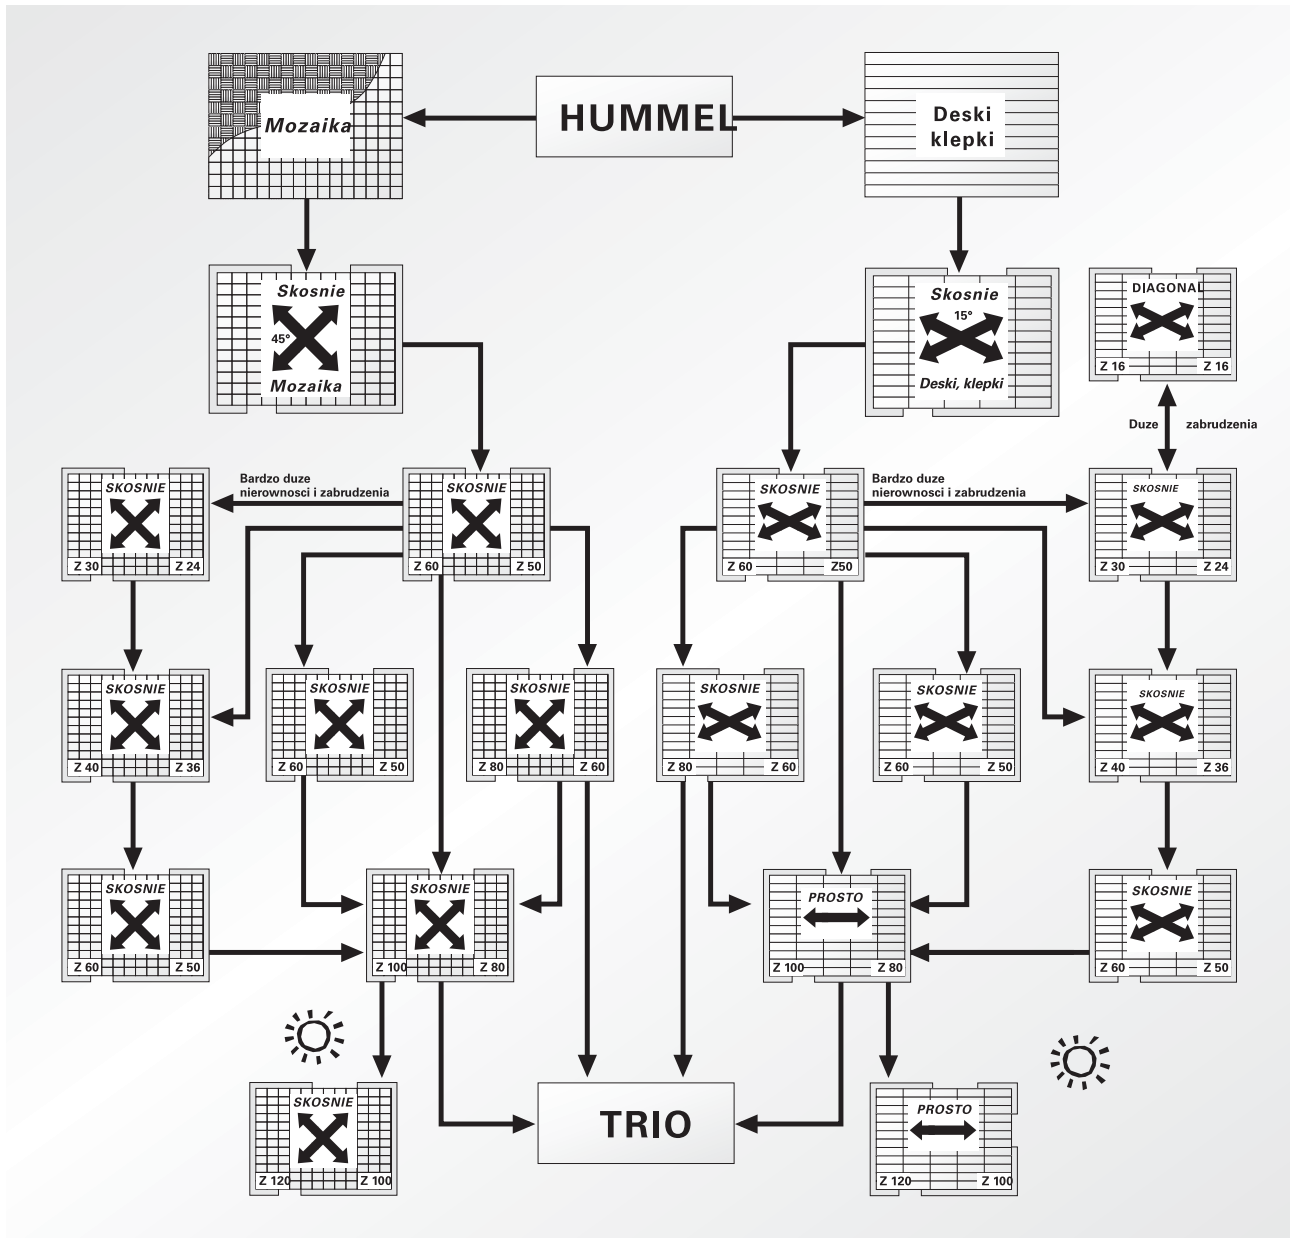 HUMMEL
Mozaika
Deski
klepki
Skosnie
45°
Mozaika
Skosnie
15°
Deski, klepki
DIAGONAL
Z 16 Z 16
Duze zabrudzenia
SKOSNIE
Z 30 Z 24
Bardzo duze
nierownosci i zabrudzenia
SKOSNIE
Z 60 Z 50
SKOSNIE
Z 60 Z50
Bardzo duze
nierownosci i zabrudzenia
SKOSNIE
Z 30 Z 24
SKOSNIE
Z 40 Z 36
SKOSNIE
Z 60 Z 50
SKOSNIE
Z 80 Z 60
SKOSNIE
Z 80 Z 60
SKOSNIE
Z 60 Z 50
SKOSNIE
Z 40 Z 36
SKOSNIE
Z 60 Z 50
SKOSNIE
Z 100 Z 80
PROSTO
Z 100 Z 80
SKOSNIE
Z 60 Z 50
SKOSNIE
Z 120 Z 100
TRIO
PROSTO
Z 120 Z 100